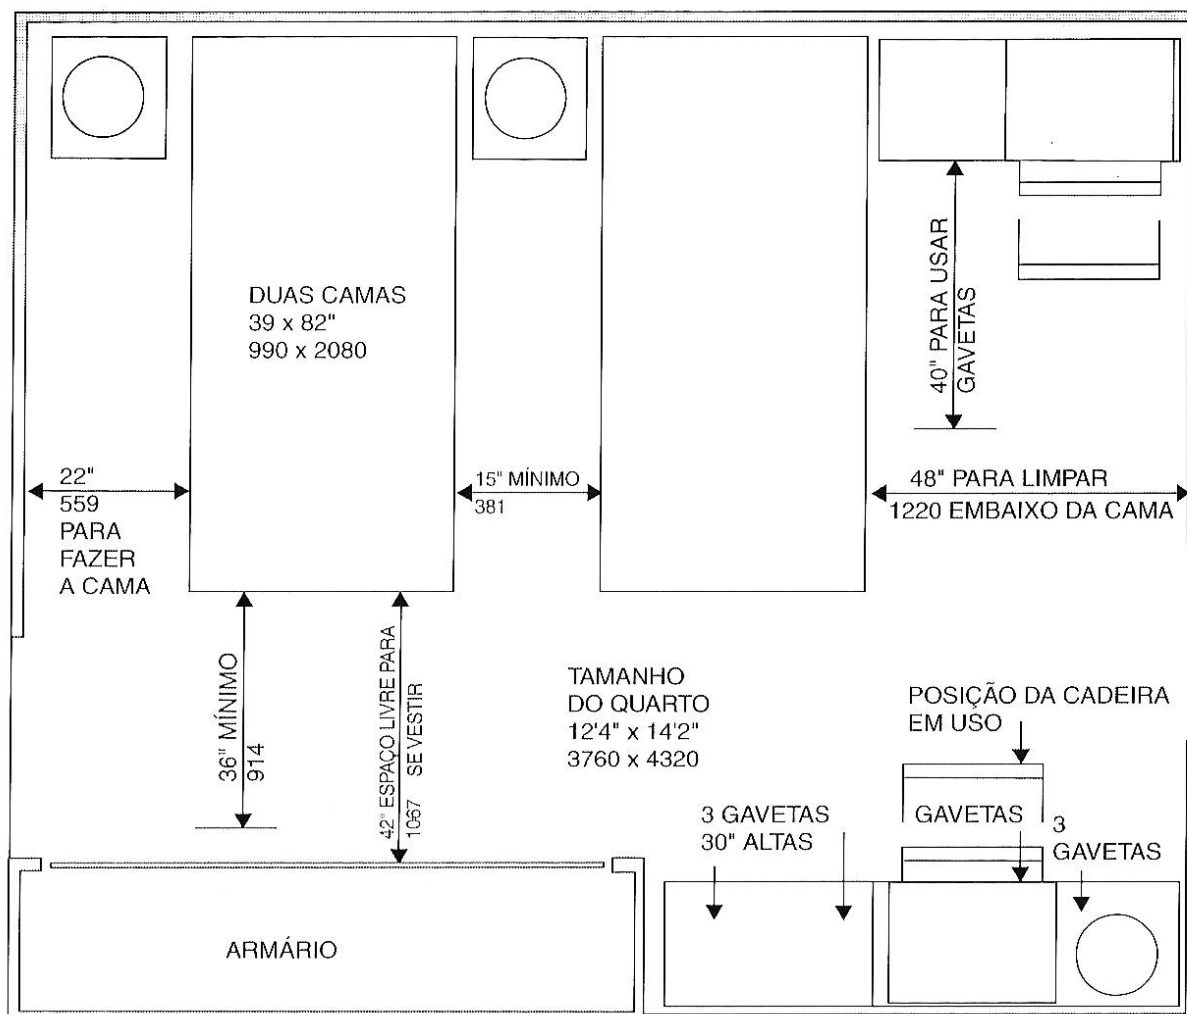 DUAS CAMAS
39 x 82"
990 x 2080
40" PARA USAR
GAVETAS
22"
559
PARA
FAZER
A CAMA
15" MÍNIMO
381
48" PARA LIMPAR
1220 EMBAIXO DA CAMA
36" MÍNIMO
914
42" ESPAÇO LIVRE PARA
1067 SE VESTIR
TAMANHO
DO QUARTO
12'4" x 14'2"
3760 x 4320
POSIÇÃO DA CADEIRA
EM USO
3 GAVETAS
30" ALTAS
GAVETAS
3
GAVETAS
ARMÁRIO